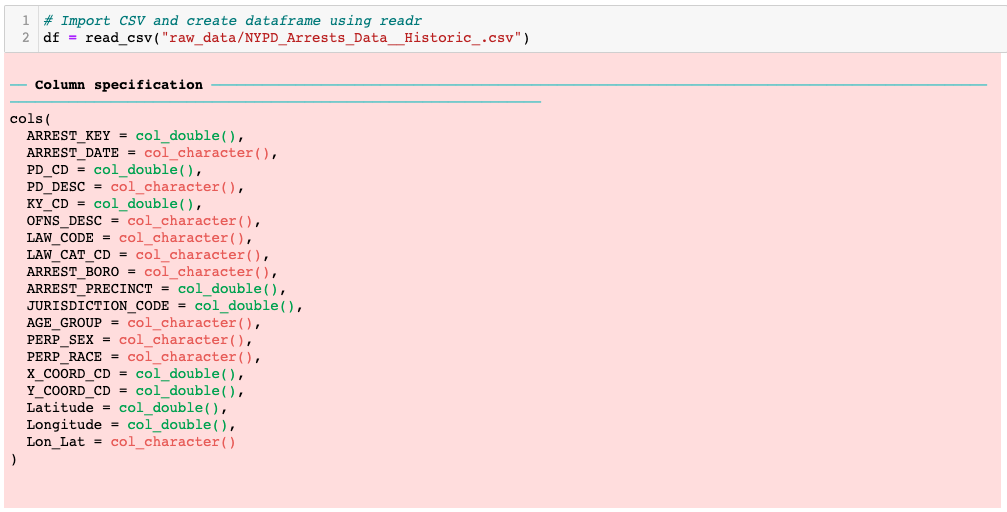 1 # Import CSV and create dataframe using readr
2 df = read_csv("raw_data/NYPD_Arrests_Data__Historic_.csv")
── Column specification ──
cols(
  ARREST_KEY = col_double(),
  ARREST_DATE = col_character(),
  PD_CD = col_double(),
  PD_DESC = col_character(),
  KY_CD = col_double(),
  OFNS_DESC = col_character(),
  LAW_CODE = col_character(),
  LAW_CAT_CD = col_character(),
  ARREST_BORO = col_character(),
  ARREST_PRECINCT = col_double(),
  JURISDICTION_CODE = col_double(),
  AGE_GROUP = col_character(),
  PERP_SEX = col_character(),
  PERP_RACE = col_character(),
  X_COORD_CD = col_double(),
  Y_COORD_CD = col_double(),
  Latitude = col_double(),
  Longitude = col_double(),
  Lon_Lat = col_character()
)